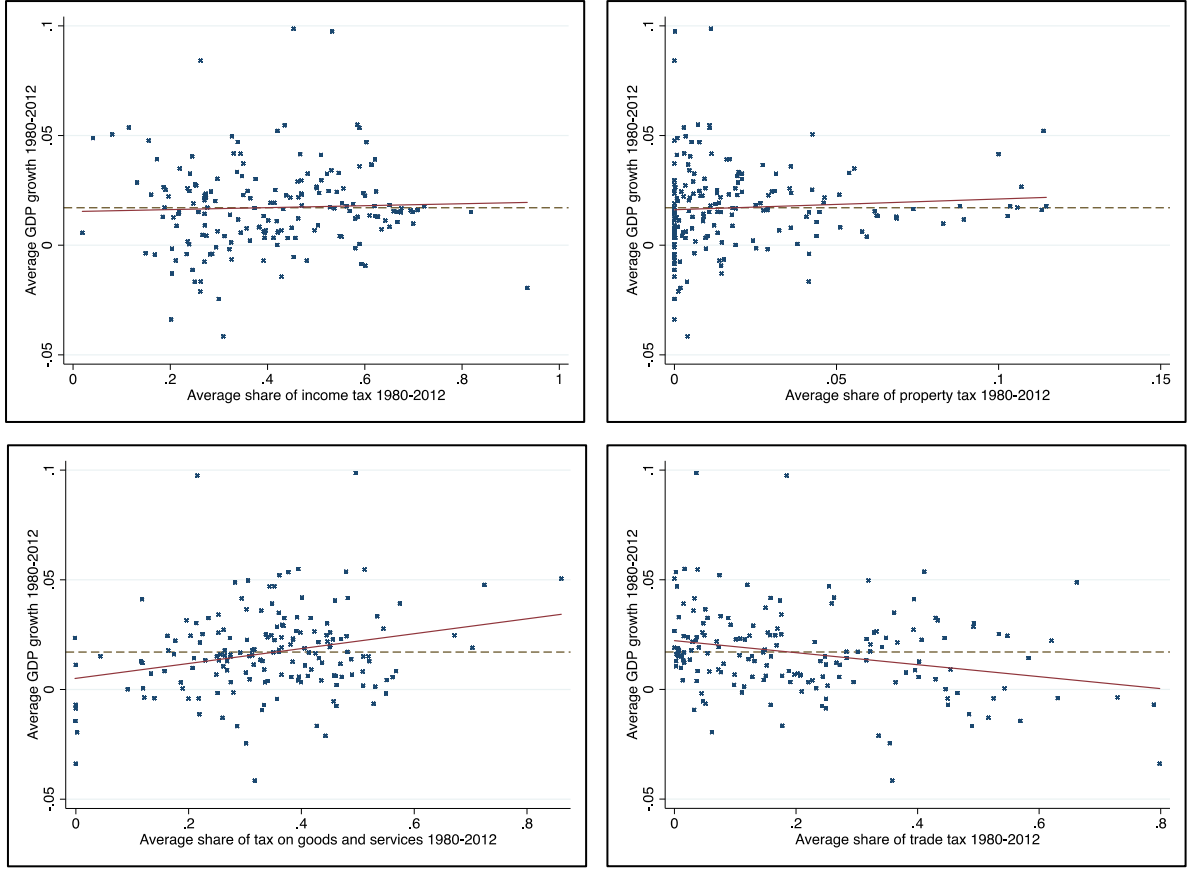 Average GDP growth 1980-2012
.1
.05
0
-.05
0 .2 .4 .6 .8 1
Average share of income tax 1980-2012
Average GDP growth 1980-2012
.1
.05
0
-.05
0 .05 .1 .15
Average share of property tax 1980-2012
Average GDP growth 1980-2012
.1
.05
0
-.05
0 .2 .4 .6 .8
Average share of tax on goods and services 1980-2012
Average GDP growth 1980-2012
.1
.05
0
-.05
0 .2 .4 .6 .8
Average share of trade tax 1980-2012